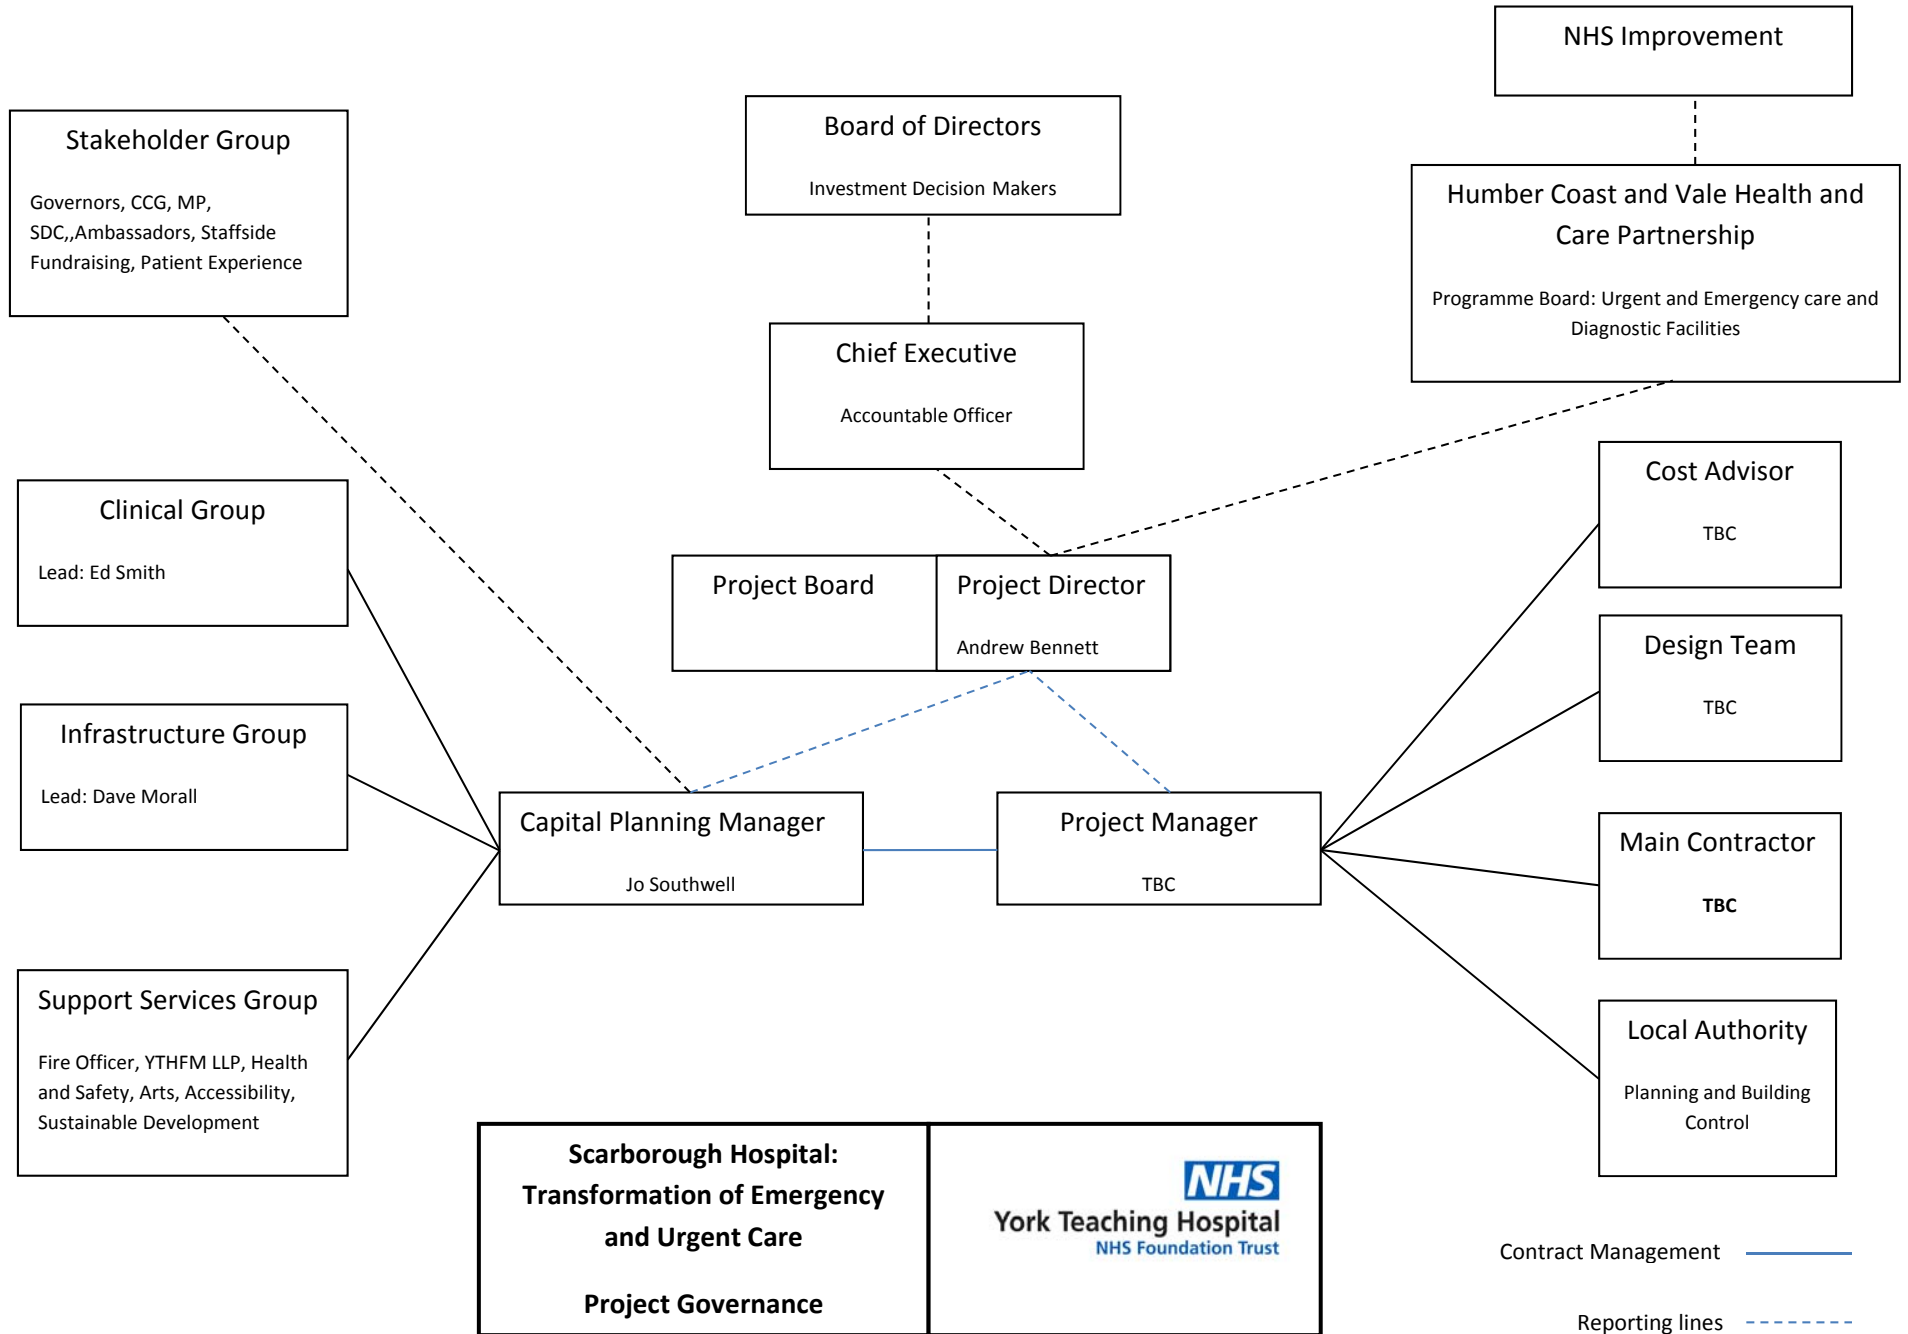 NHS Improvement
Stakeholder Group
Governors, CCG, MP,
SDC,,Ambassadors, Staffside
Fundraising, Patient Experience
Board of Directors
Investment Decision Makers
Humber Coast and Vale Health and
Care Partnership
Programme Board: Urgent and Emergency care and
Diagnostic Facilities
Chief Executive
Accountable Officer
Clinical Group
Lead: Ed Smith
Cost Advisor
TBC
Project Board
Project Director
Andrew Bennett
Design Team
TBC
Infrastructure Group
Lead: Dave Morall
Capital Planning Manager
Jo Southwell
Project Manager
TBC
Main Contractor
TBC
Support Services Group
Fire Officer, YTHFM LLP, Health
and Safety, Arts, Accessibility,
Sustainable Development
Local Authority
Planning and Building
Control
Scarborough Hospital:
Transformation of Emergency
and Urgent Care
Project Governance
NHS
York Teaching Hospital
NHS Foundation Trust
Contract Management
Reporting lines